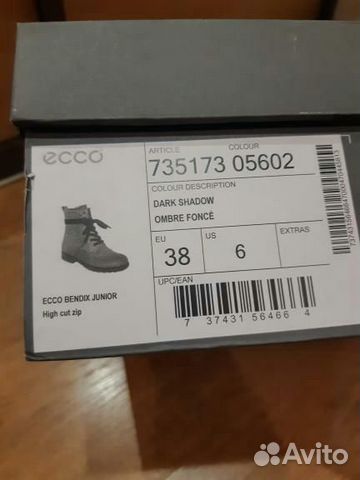 ecco
ARTICLE COLOUR
735173 05602
COLOUR DESCRIPTION
DARK SHADOW
OMBRE FONCÉ
EU US EXTRAS
38 6
UPC/EAN
ECCO BENDIX JUNIOR
High cut zip
7 37431 56466 4
Avito